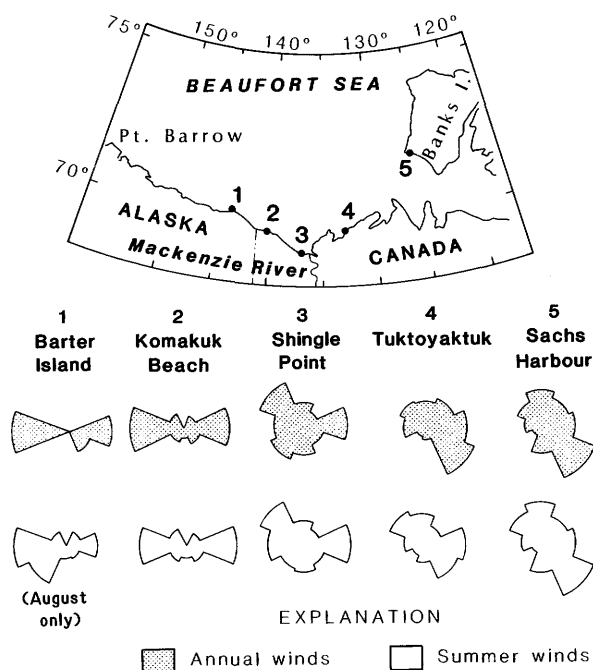 75°
150°
140°
130°
120°
BEAUFORT SEA
Pt. Barrow
Banks I.
70°
5
1
2
3
4
ALASKA
Mackenzie River
CANADA
1 2 3 4 5
Barter Island
Komakuk Beach
Shingle Point
Tuktoyaktuk
Sachs Harbour
(August only)
EXPLANATION
Annual winds
Summer winds